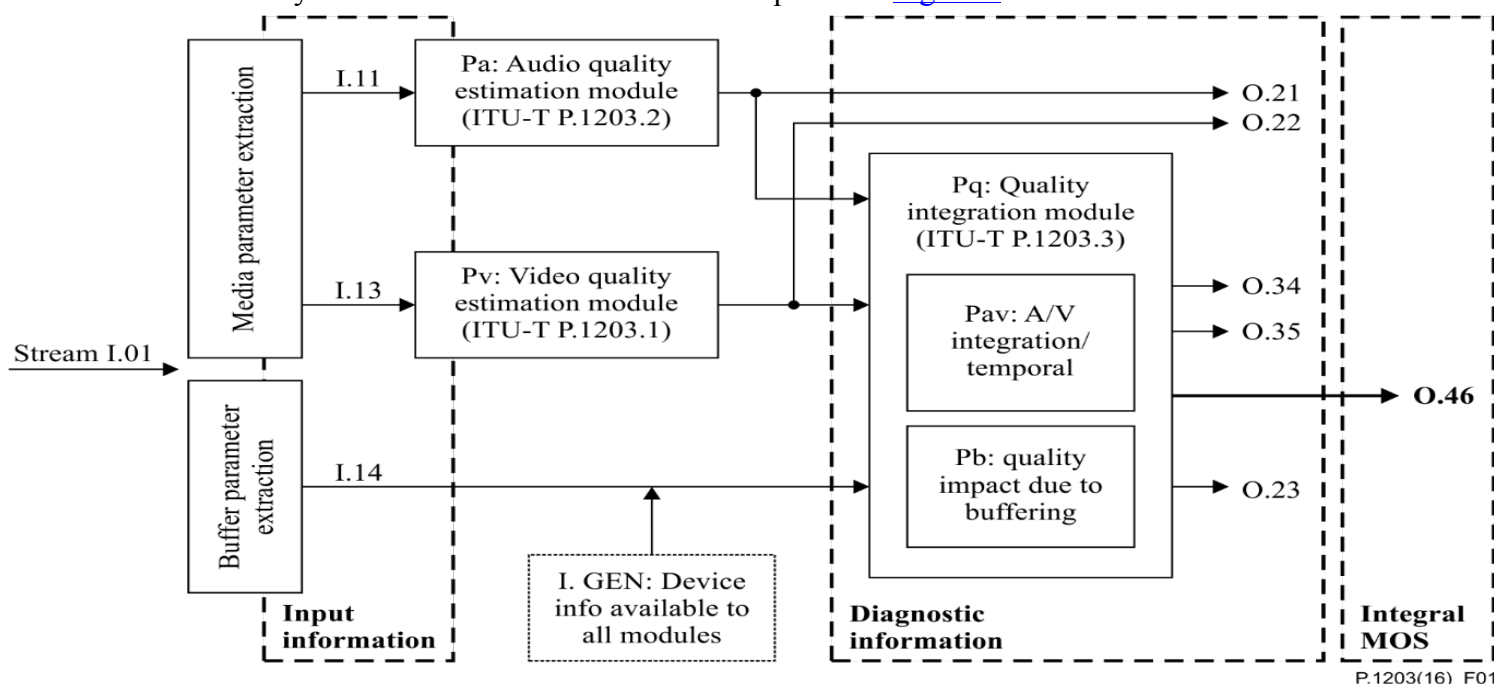 Media parameter extraction
I.11
Pa: Audio quality
estimation module
(ITU-T P.1203.2)
O.21
O.22
Pq: Quality
integration module
(ITU-T P.1203.3)
I.13
Pv: Video quality
estimation module
(ITU-T P.1203.1)
Pav: A/V
integration/
temporal
O.34
O.35
Stream I.01
O.46
Buffer parameter
extraction
I.14
Pb: quality
impact due to
buffering
O.23
I. GEN: Device
info available to
all modules
Input
information
Diagnostic
information
Integral
MOS
P.1203(16)_F01